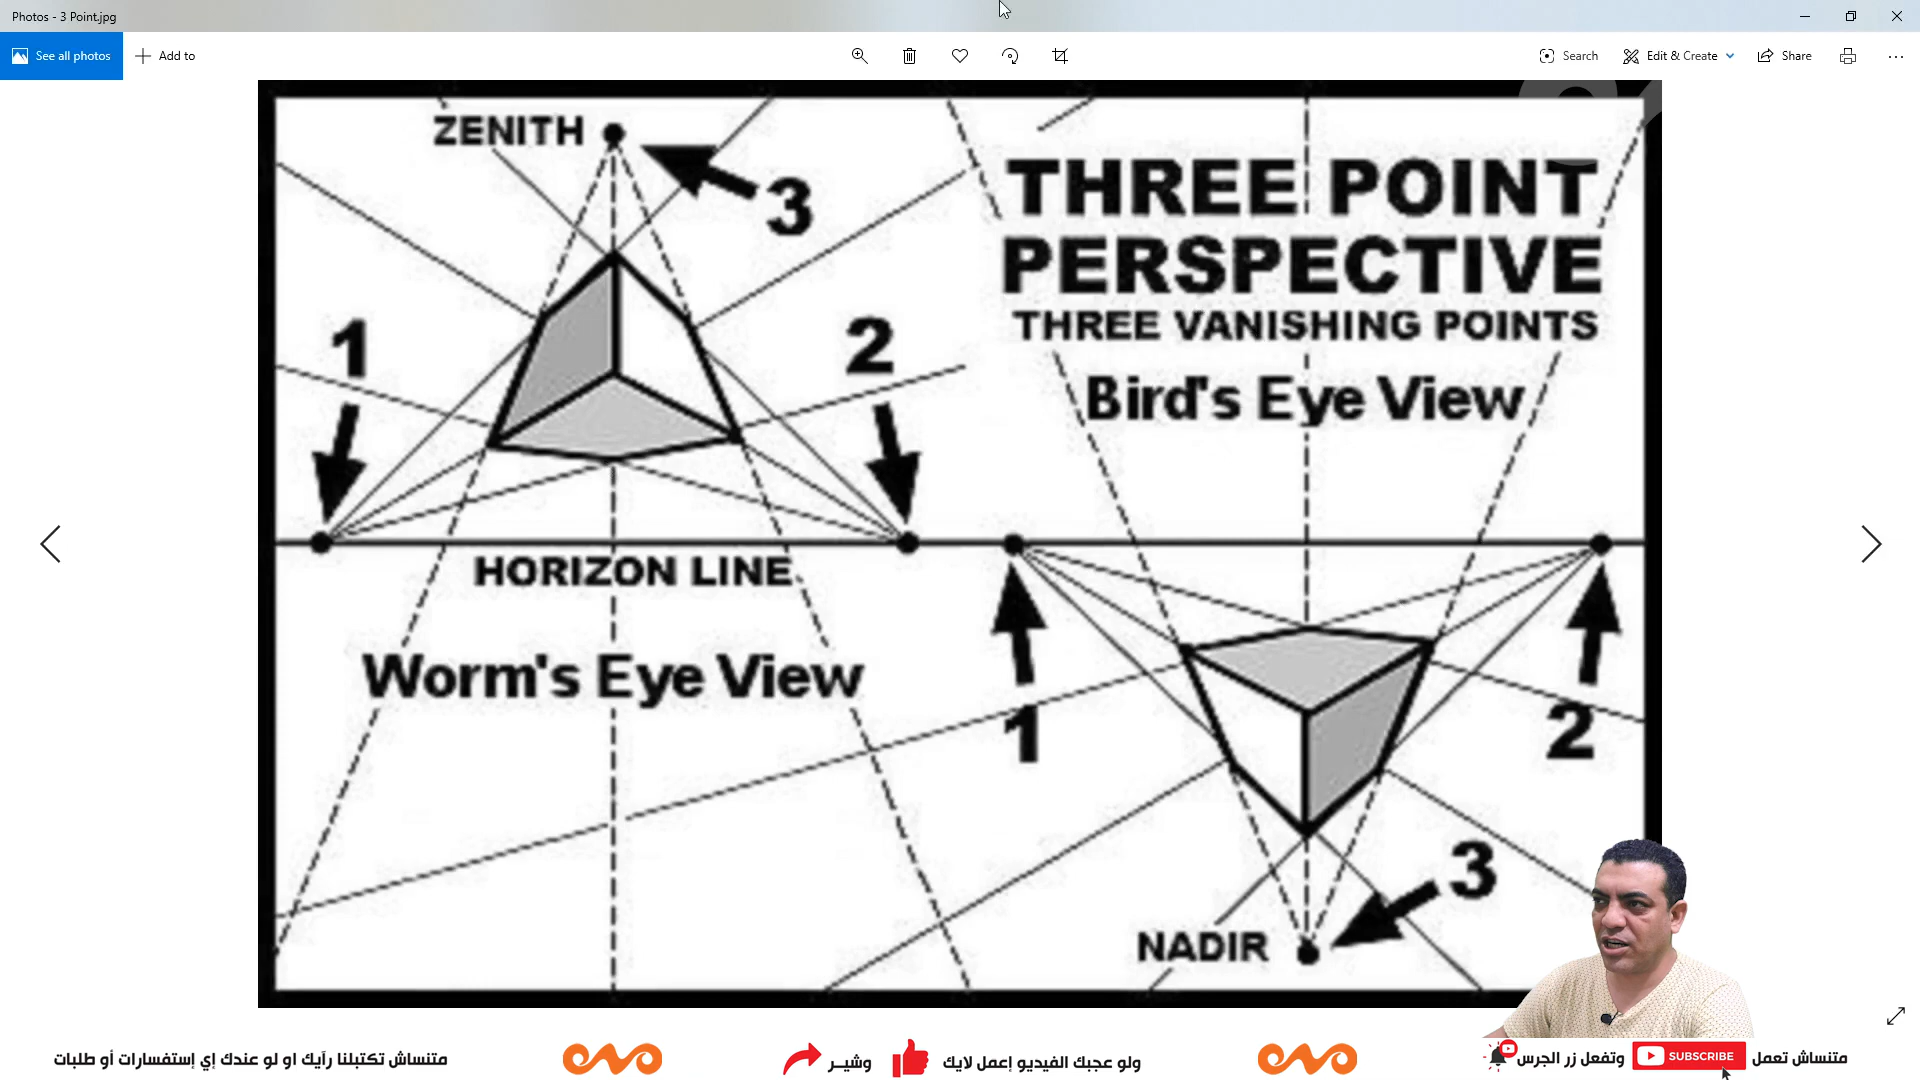 Photos - 3 Point.jpg
See all photos
Add to
Search
Edit & Create
Share
ZENITH
3
1
2
HORIZON LINE
Worm's Eye View
THREE POINT
PERSPECTIVE
THREE VANISHING POINTS
Bird's Eye View
1
2
3
NADIR
متنساش تكتبلنا رأيك او لو عندك إي إستفسارات أو طلبات
ولو عجبك الفيديو إعمل لايك
وشيــر
متنساش تعمل
SUBSCRIBE
وتفعل زر الجرس